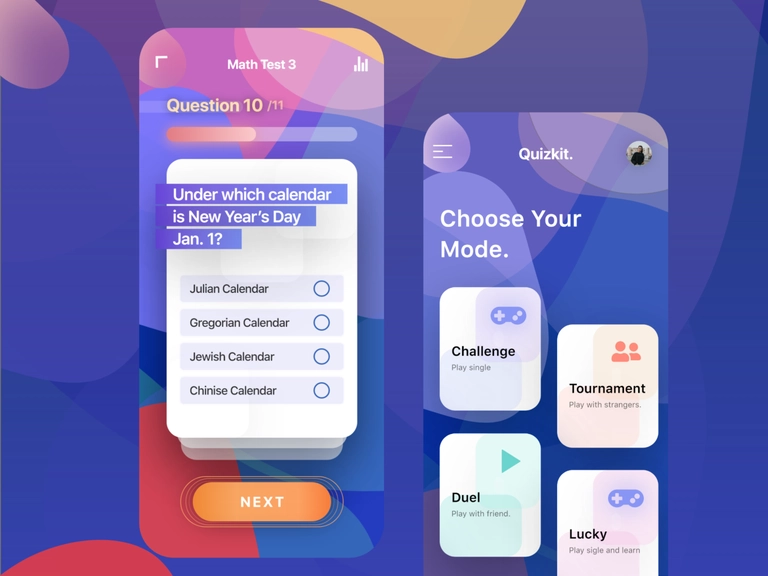 Math Test 3
Question 10 /11
Under which calendar
is New Year's Day
Jan. 1?
Julian Calendar
Gregorian Calendar
Jewish Calendar
Chinise Calendar
NEXT
Quizkit.
Choose Your
Mode.
Challenge
Play single
Tournament
Play with strangers.
Duel
Play with friend.
Lucky
Play sigle and learn